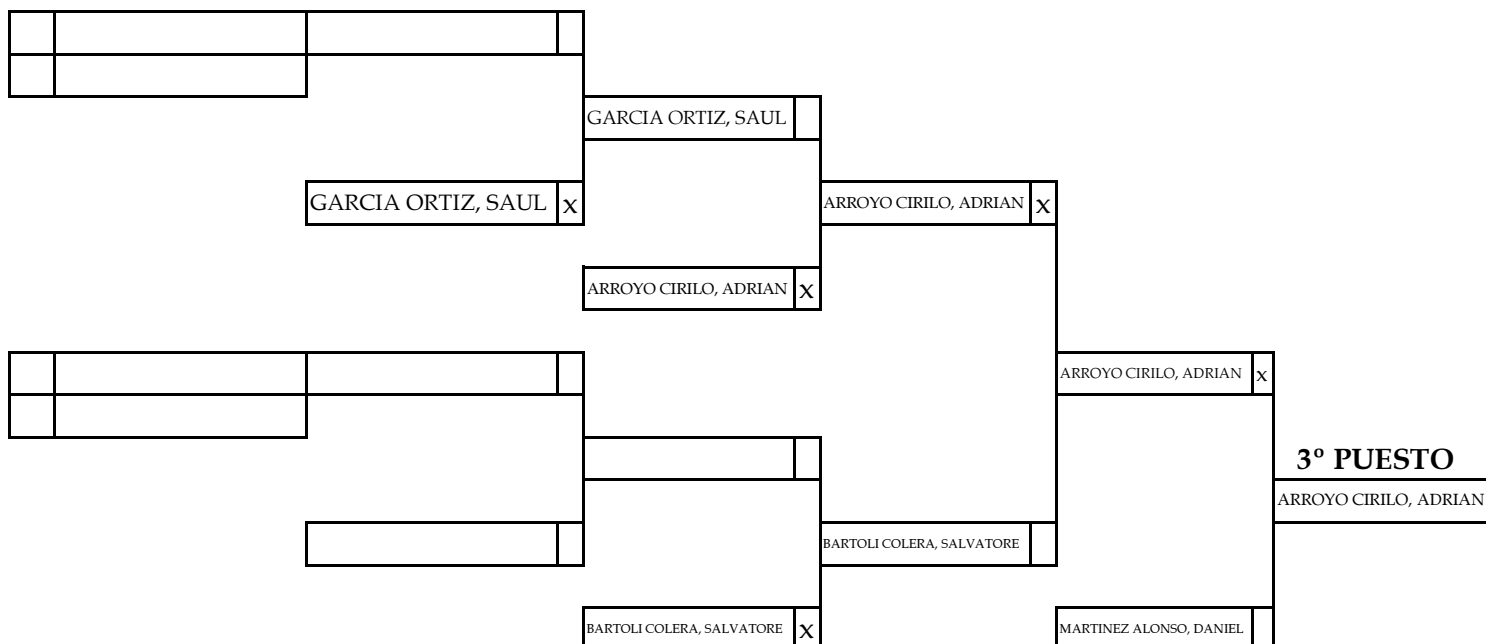 GARCIA ORTIZ, SAUL
GARCIA ORTIZ, SAUL x
ARROYO CIRILO, ADRIAN x
ARROYO CIRILO, ADRIAN x
ARROYO CIRILO, ADRIAN x
3º PUESTO
ARROYO CIRILO, ADRIAN
BARTOLI COLERA, SALVATORE
BARTOLI COLERA, SALVATORE x
MARTINEZ ALONSO, DANIEL